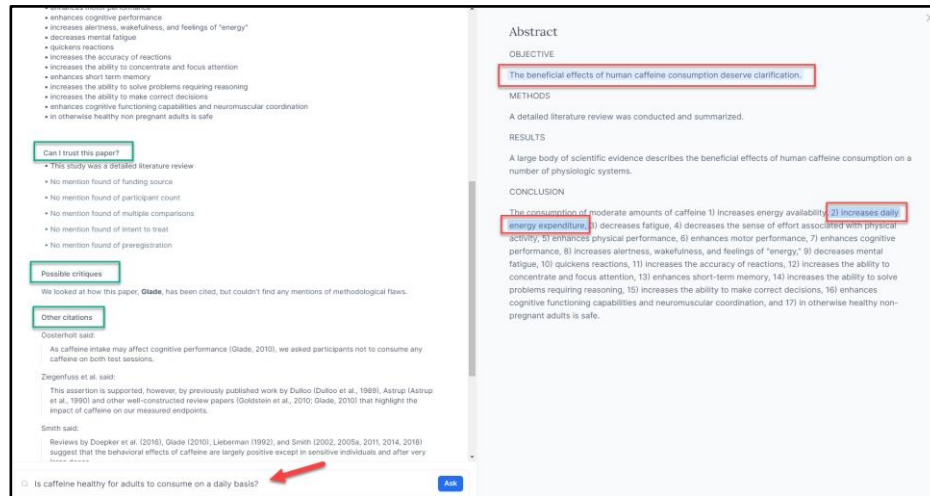 • enhances motor performance
• enhances cognitive performance
• increases alertness, wakefulness, and feelings of "energy"
• decreases mental fatigue
• quickens reactions
• increases the accuracy of reactions
• increases the ability to concentrate and focus attention
• enhances short term memory
• increases the ability to solve problems requiring reasoning
• increases the ability to make correct decisions
• enhances cognitive functioning capabilities and neuromuscular coordination
• in otherwise healthy non pregnant adults is safe
Can I trust this paper?
• This study was a detailed literature review
• No mention found of funding source
• No mention found of participant count
• No mention found of multiple comparisons
• No mention found of intent to treat
• No mention found of preregistration
Possible critiques
We looked at how this paper, Glade, has been cited, but couldn't find any mentions of methodological flaws.
Other citations
Oosterholt said:
As caffeine intake may affect cognitive performance (Glade, 2010), we asked participants not to consume any
caffeine on both test sessions.
Ziegenfuss et al. said:
This assertion is supported, however, by previously published work by Dulloo (Dulloo et al., 1989), Astrup (Astrup
et al., 1990) and other well-constructed review papers (Goldstein et al., 2010; Glade, 2010) that highlight the
impact of caffeine on our measured endpoints.
Smith said:
Reviews by Doepker et al. (2016), Glade (2010), Lieberman (1992), and Smith (2002, 2005a, 2011, 2014, 2018)
suggest that the behavioral effects of caffeine are largely positive except in sensitive individuals and after very
Is caffeine healthy for adults to consume on a daily basis?
Ask
Abstract
OBJECTIVE
The beneficial effects of human caffeine consumption deserve clarification.
METHODS
A detailed literature review was conducted and summarized.
RESULTS
A large body of scientific evidence describes the beneficial effects of human caffeine consumption on a
number of physiologic systems.
CONCLUSION
The consumption of moderate amounts of caffeine 1) increases energy availability, 2) increases daily
energy expenditure, 3) decreases fatigue, 4) decreases the sense of effort associated with physical
activity, 5) enhances physical performance, 6) enhances motor performance, 7) enhances cognitive
performance, 8) increases alertness, wakefulness, and feelings of "energy," 9) decreases mental
fatigue, 10) quickens reactions, 11) increases the accuracy of reactions, 12) increases the ability to
concentrate and focus attention, 13) enhances short-term memory, 14) increases the ability to solve
problems requiring reasoning, 15) increases the ability to make correct decisions, 16) enhances
cognitive functioning capabilities and neuromuscular coordination, and 17) in otherwise healthy non-
pregnant adults is safe.